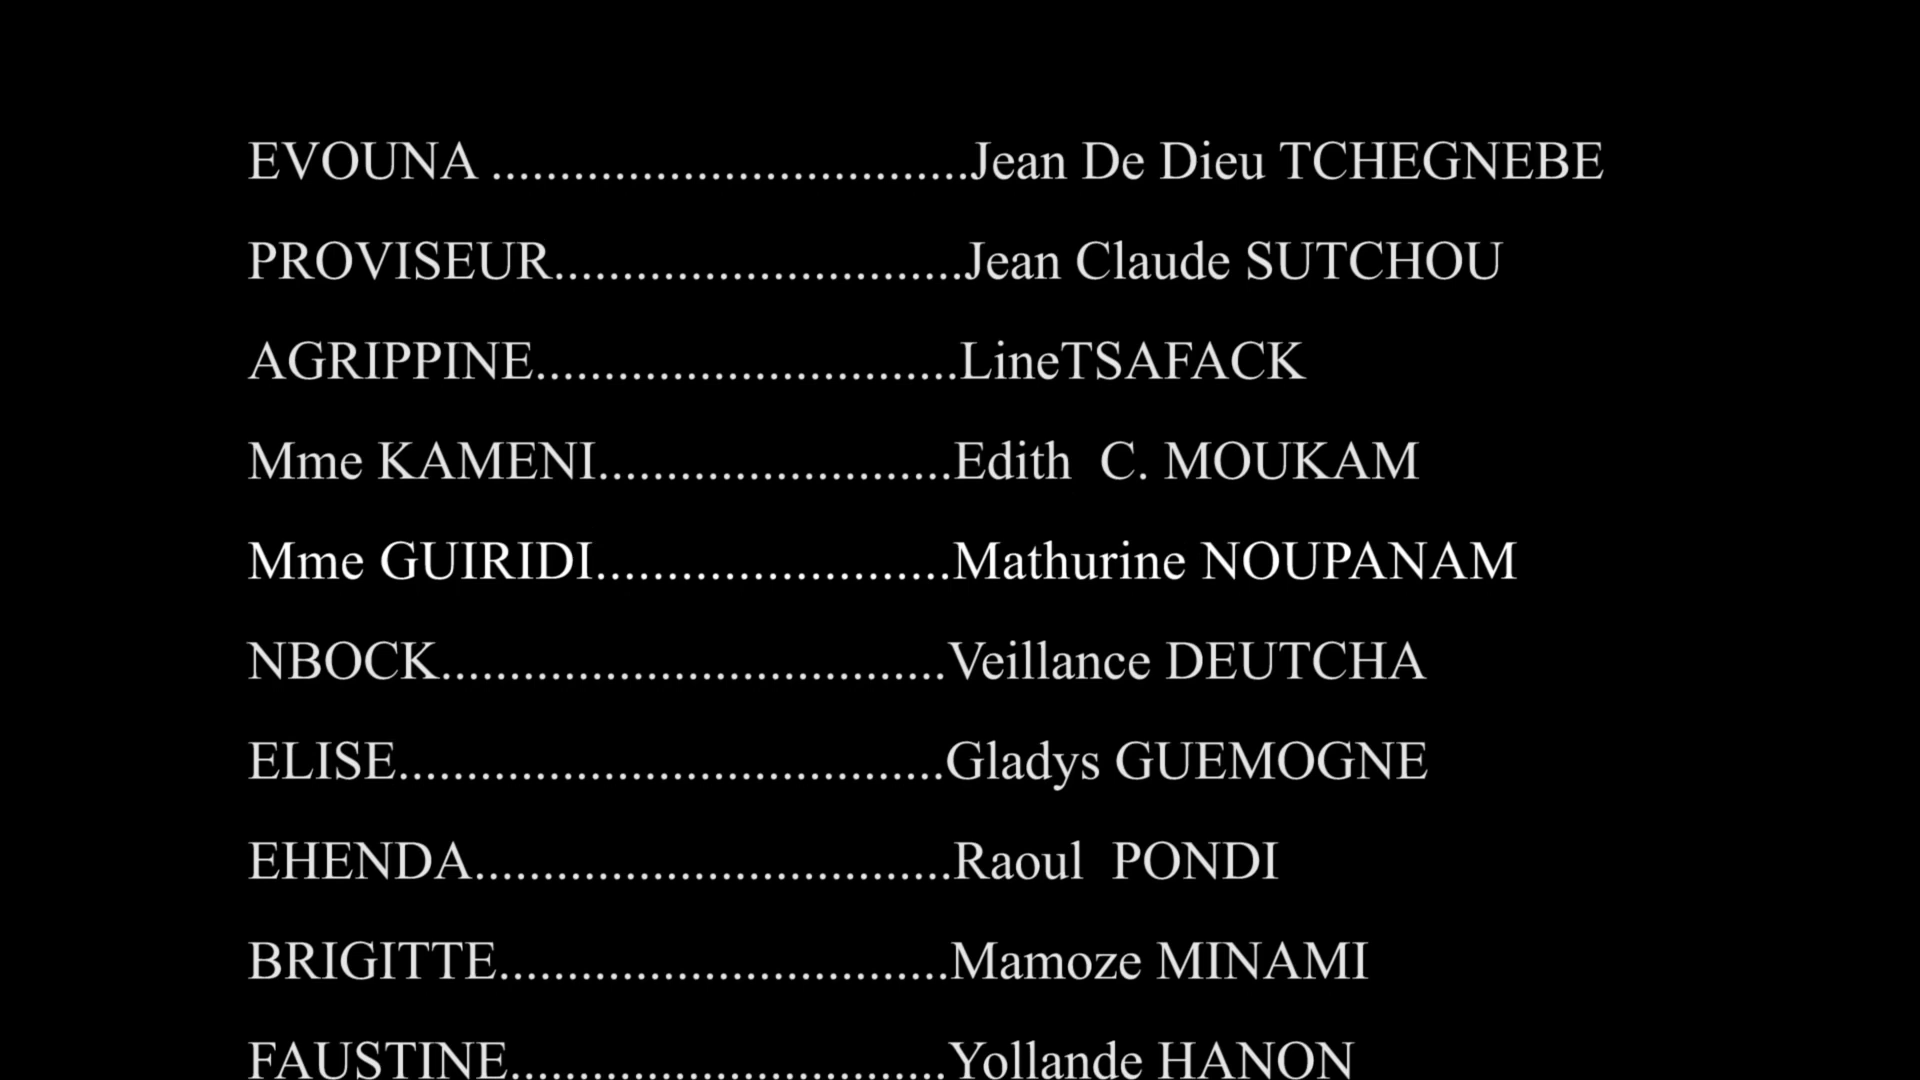 EVOUNA ...................................Jean De Dieu TCHEGNEBE
PROVISEUR..............................Jean Claude SUTCHOU
AGRIPPINE...............................LineTSAFACK
Mme KAMENI..........................Edith  C. MOUKAM
Mme GUIRIDI..........................Mathurine NOUPANAM
NBOCK.....................................Veillance DEUTCHA
ELISE........................................Gladys GUEMOGNE
EHENDA...................................Raoul  PONDI
BRIGITTE.................................Mamoze MINAMI
FAUSTINE................................Yollande HANON